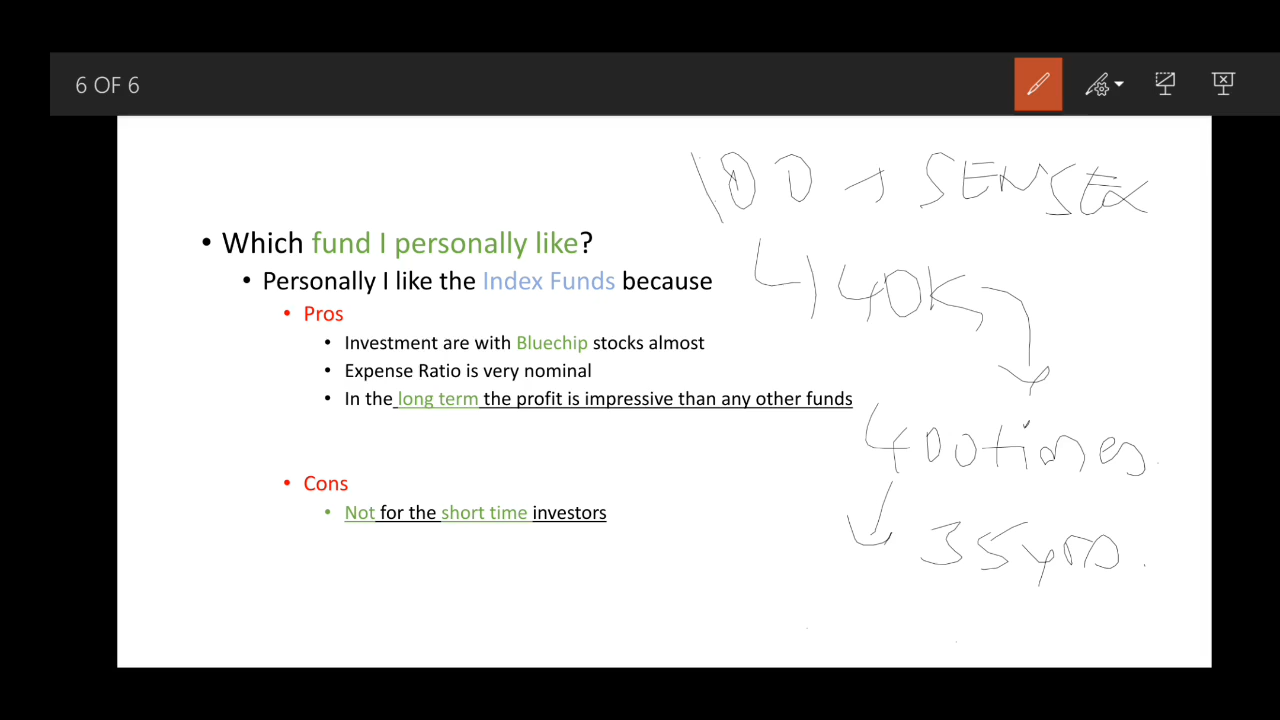 6 OF 6
100 → SENSEX
• Which fund I personally like?
↳ 40K
• Personally I like the Index Funds because
• Pros
• Investment are with Bluechip stocks almost
• Expense Ratio is very nominal
• In the long term the profit is impressive than any other funds
400times
• Cons
• Not for the short time investors
35yrs.